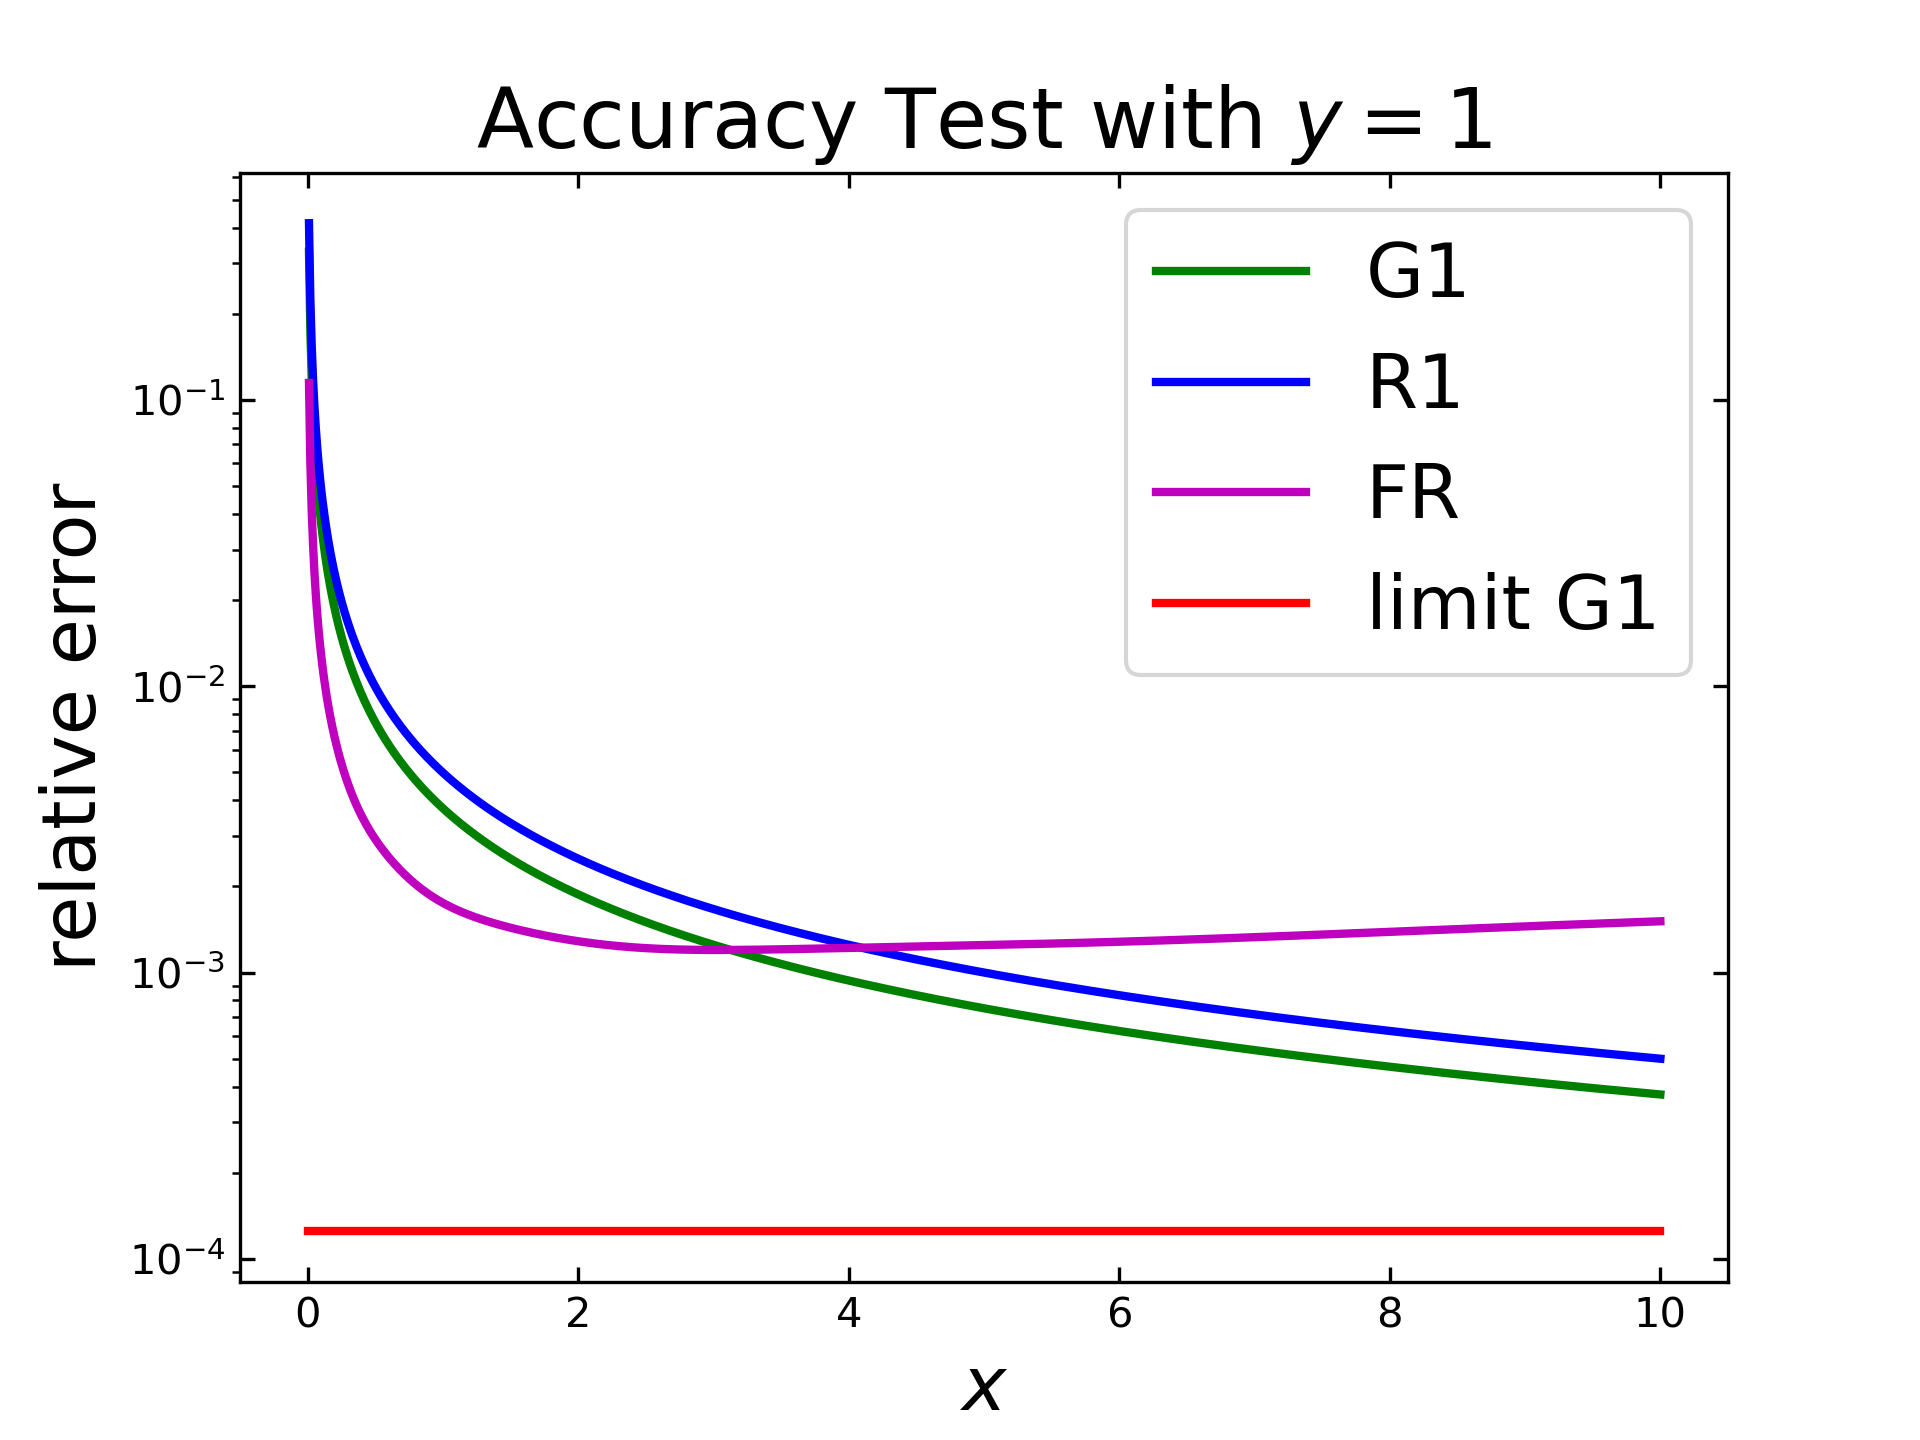 Accuracy Test with y = 1
relative error
10⁻¹
10⁻²
10⁻³
10⁻⁴
G1
R1
FR
limit G1
0 2 4 6 8 10
x